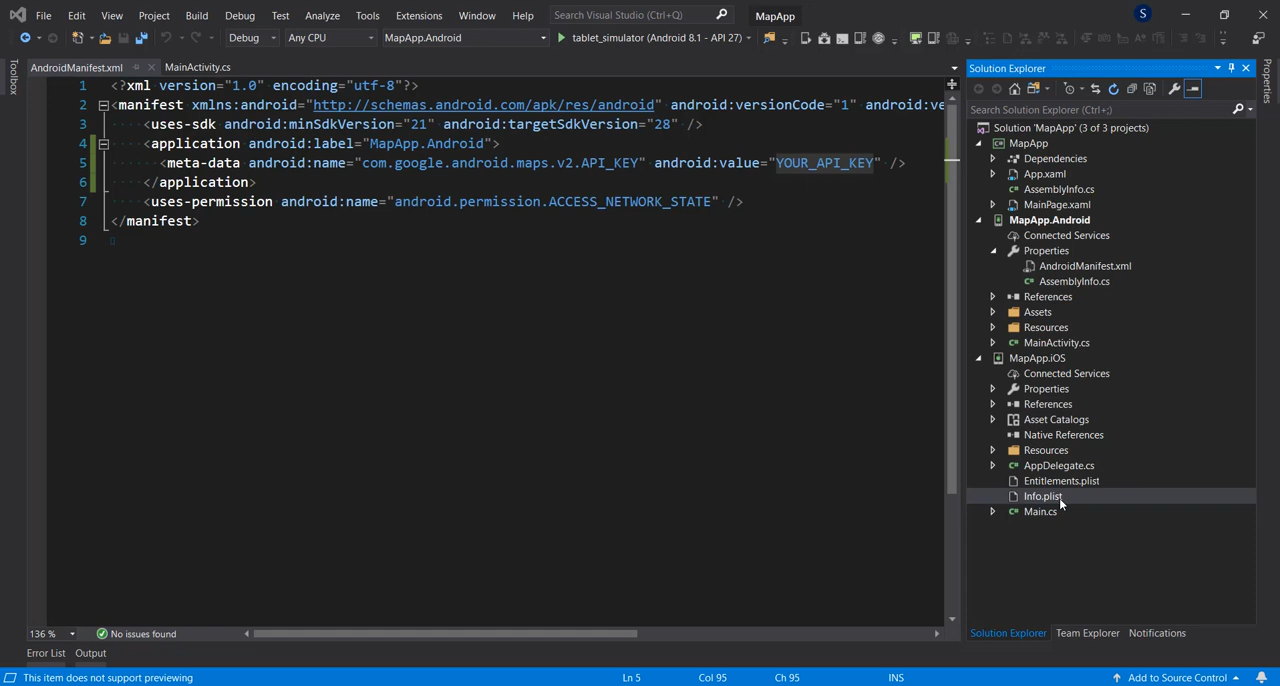 File Edit View Project Build Debug Test Analyze Tools Extensions Window Help Search Visual Studio (Ctrl+Q) MapApp S
Debug Any CPU MapApp.Android tablet_simulator (Android 8.1 - API 27)
Toolbox
AndroidManifest.xml MainActivity.cs
1 <?xml version="1.0" encoding="utf-8"?>
2 <manifest xmlns:android="http://schemas.android.com/apk/res/android" android:versionCode="1" android:ve
3 <uses-sdk android:minSdkVersion="21" android:targetSdkVersion="28" />
4 <application android:label="MapApp.Android">
5 <meta-data android:name="com.google.android.maps.v2.API_KEY" android:value="YOUR_API_KEY" />
6 </application>
7 <uses-permission android:name="android.permission.ACCESS_NETWORK_STATE" />
8 </manifest>
9
136 % No issues found
Solution Explorer
Search Solution Explorer (Ctrl+;)
Solution 'MapApp' (3 of 3 projects)
MapApp
Dependencies
App.xaml
AssemblyInfo.cs
MainPage.xaml
MapApp.Android
Connected Services
Properties
AndroidManifest.xml
AssemblyInfo.cs
References
Assets
Resources
MainActivity.cs
MapApp.iOS
Connected Services
Properties
References
Asset Catalogs
Native References
Resources
AppDelegate.cs
Entitlements.plist
Info.plist
Main.cs
Solution Explorer Team Explorer Notifications
Properties
Error List Output
This item does not support previewing Ln 5 Col 95 Ch 95 INS Add to Source Control